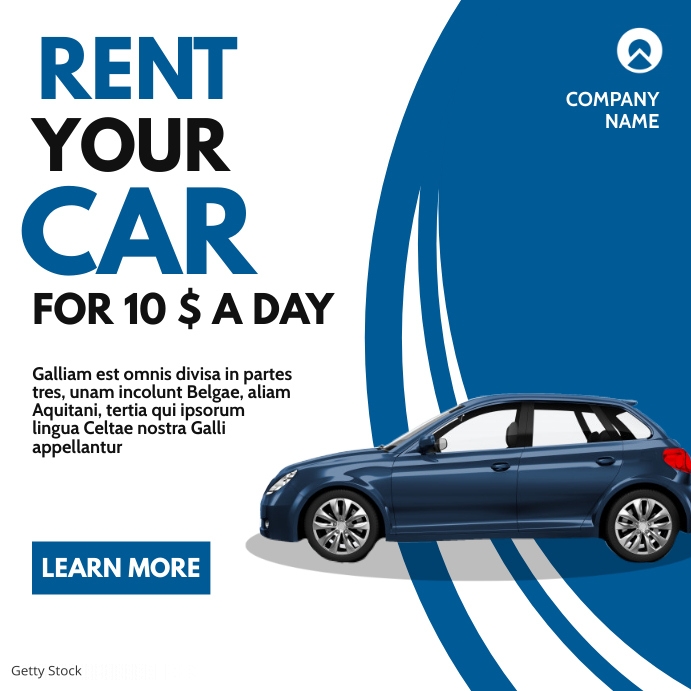 RENT
YOUR
CAR
FOR 10 $ A DAY
COMPANY
NAME
Galliam est omnis divisa in partes
tres, unam incolunt Belgae, aliam
Aquitani, tertia qui ipsorum
lingua Celtae nostra Galli
appellantur
LEARN MORE
Getty Stock